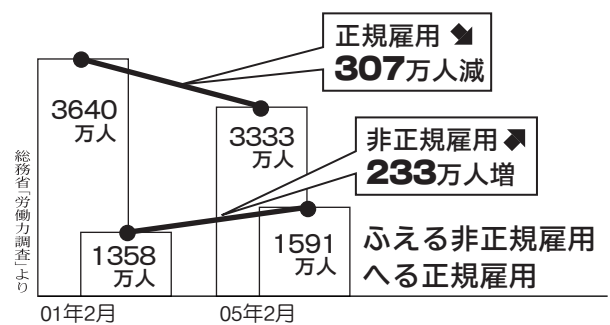 正規雇用
307万人減
3640
万人
3333
万人
非正規雇用
233万人増
1358
万人
1591
万人
ふえる非正規雇用
へる正規雇用
01年2月
05年2月
総務省「労働力調査」より